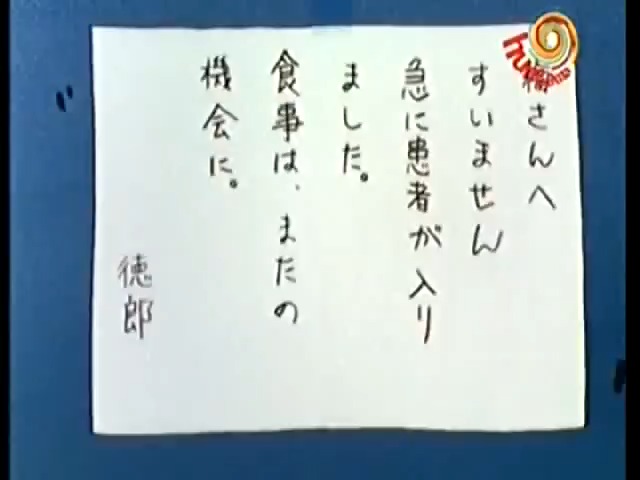 さんへ
すいません
急に患者が入り
ました。
食事は、またの
機会に。
徳郎